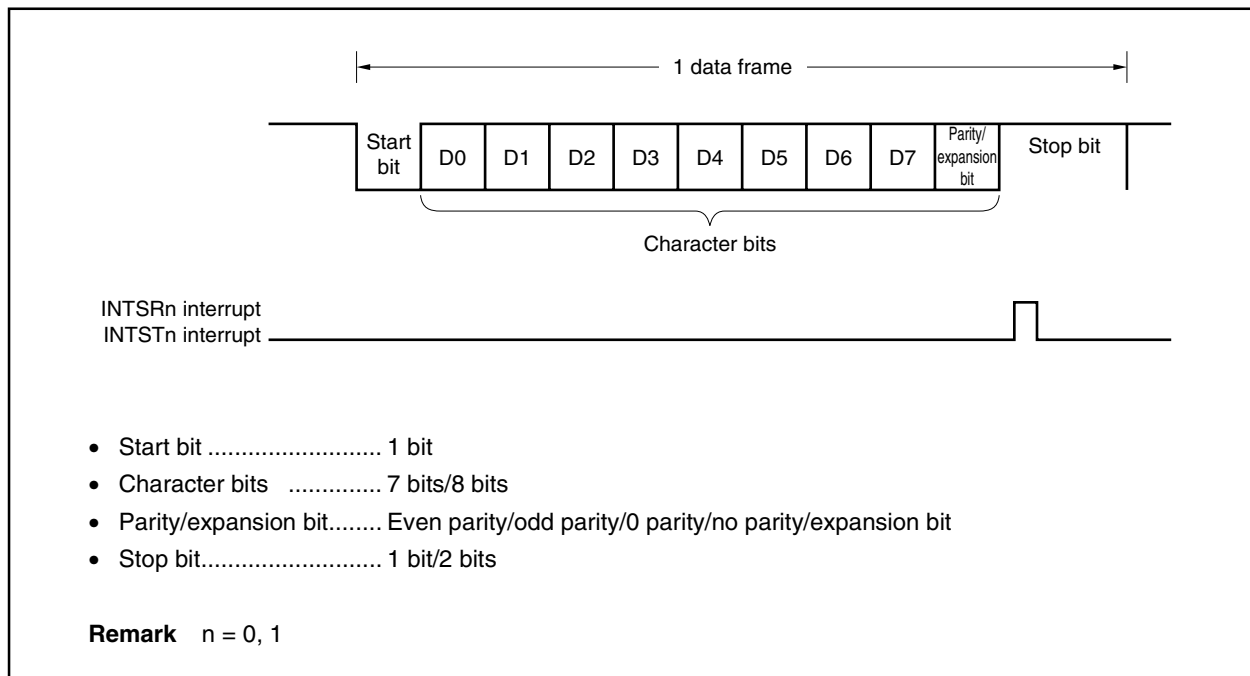 1 data frame
Start bit D0 D1 D2 D3 D4 D5 D6 D7 Parity/ expansion bit Stop bit
Character bits
INTSRn interrupt
INTSTn interrupt
• Start bit .......................... 1 bit
• Character bits .............. 7 bits/8 bits
• Parity/expansion bit........ Even parity/odd parity/0 parity/no parity/expansion bit
• Stop bit........................... 1 bit/2 bits
Remark n = 0, 1